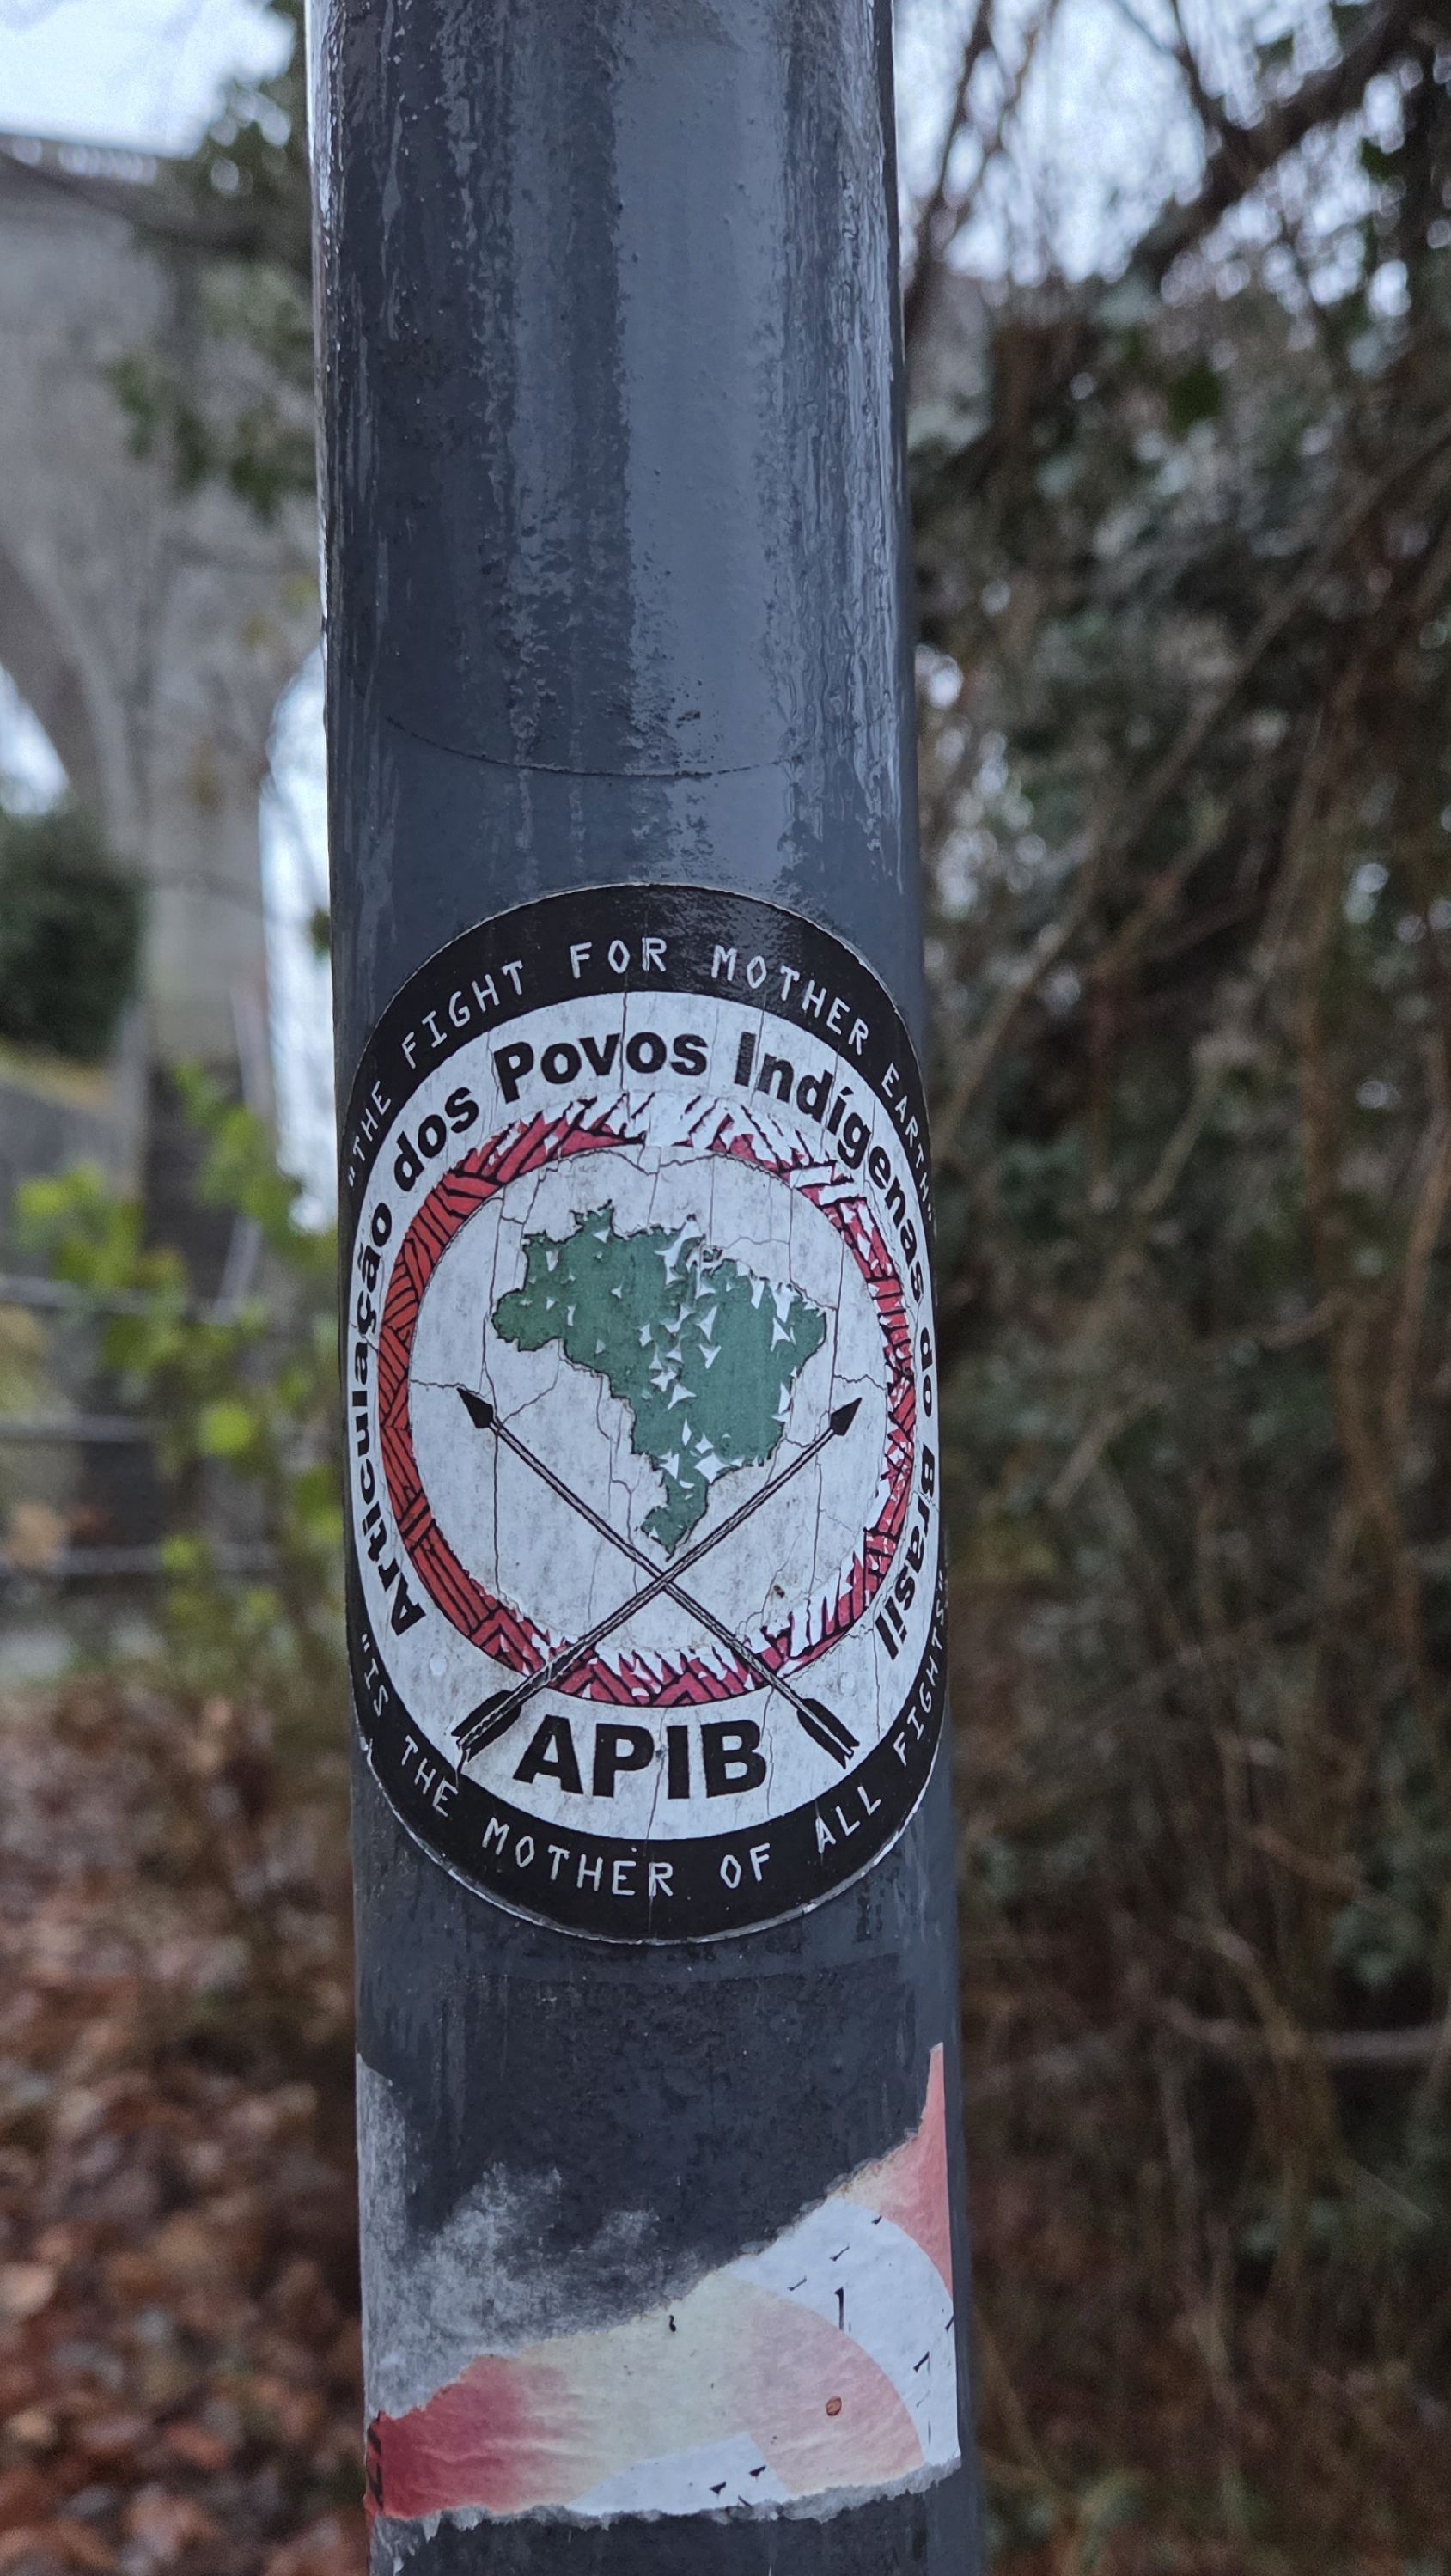 "THE FIGHT FOR MOTHER EARTH"
Articulação dos Povos Indígenas do Brasil
APIB
"IS THE MOTHER OF ALL FIGHTS"